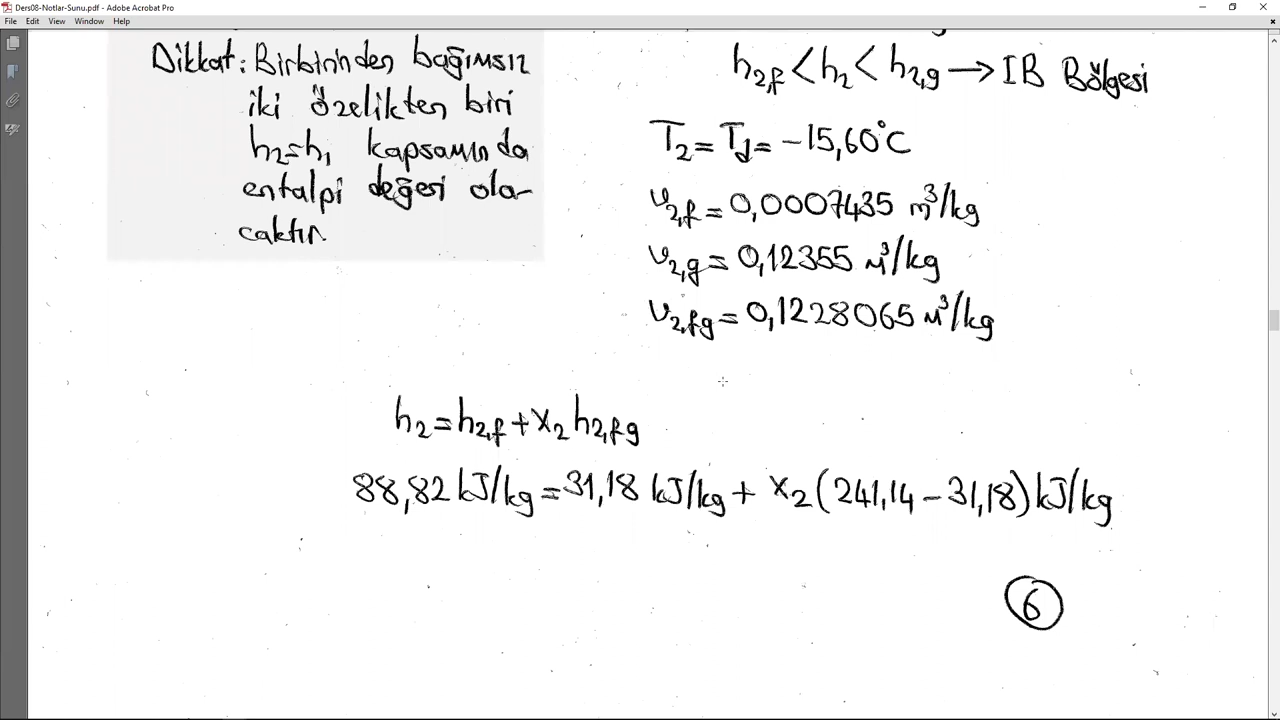 Ders08-Notlar-Sunu.pdf - Adobe Acrobat Pro
File Edit View Window Help
Dikkat: Birbirinden bağımsız
iki özelikten biri
h₂=h₁ kapsamında
entalpi değeri ola-
caktır.
h₂,f < h₂ < h₂,g → IB Bölgesi
T₂ = Td = -15,60°C
v₂,f = 0,0007435 m³/kg
v₂,g = 0,12355 m³/kg
v₂,fg = 0,1228065 m³/kg
h₂ = h₂,f + x₂ h₂,fg
88,82 kJ/kg = 31,18 kJ/kg + x₂ (241,14 - 31,18) kJ/kg
6